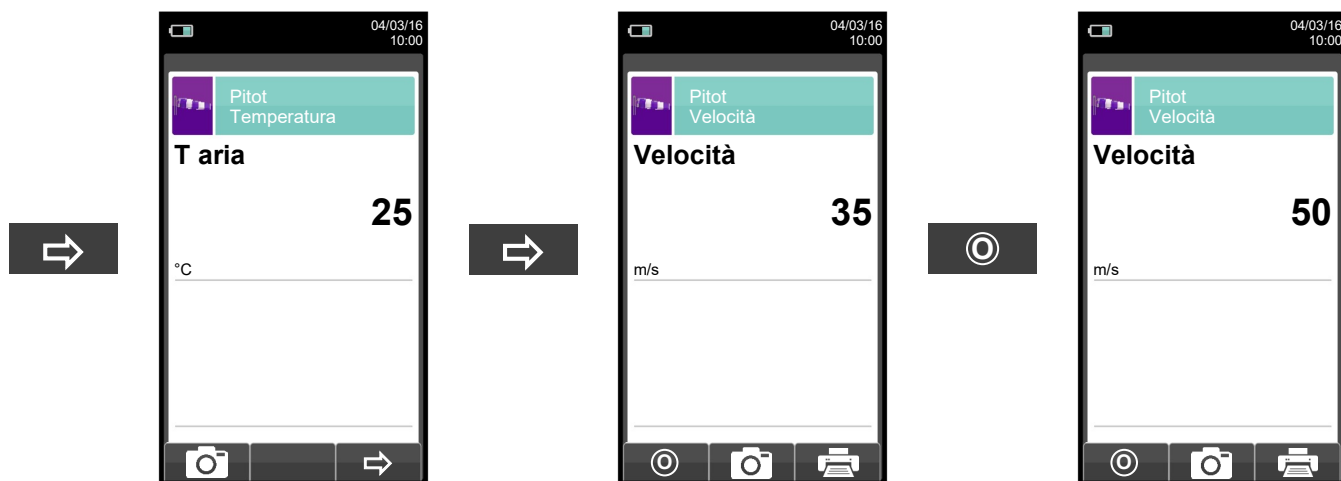 04/03/16
10:00
Pitot
Temperatura
T aria
25
°C
04/03/16
10:00
Pitot
Velocità
Velocità
35
m/s
04/03/16
10:00
Pitot
Velocità
Velocità
50
m/s